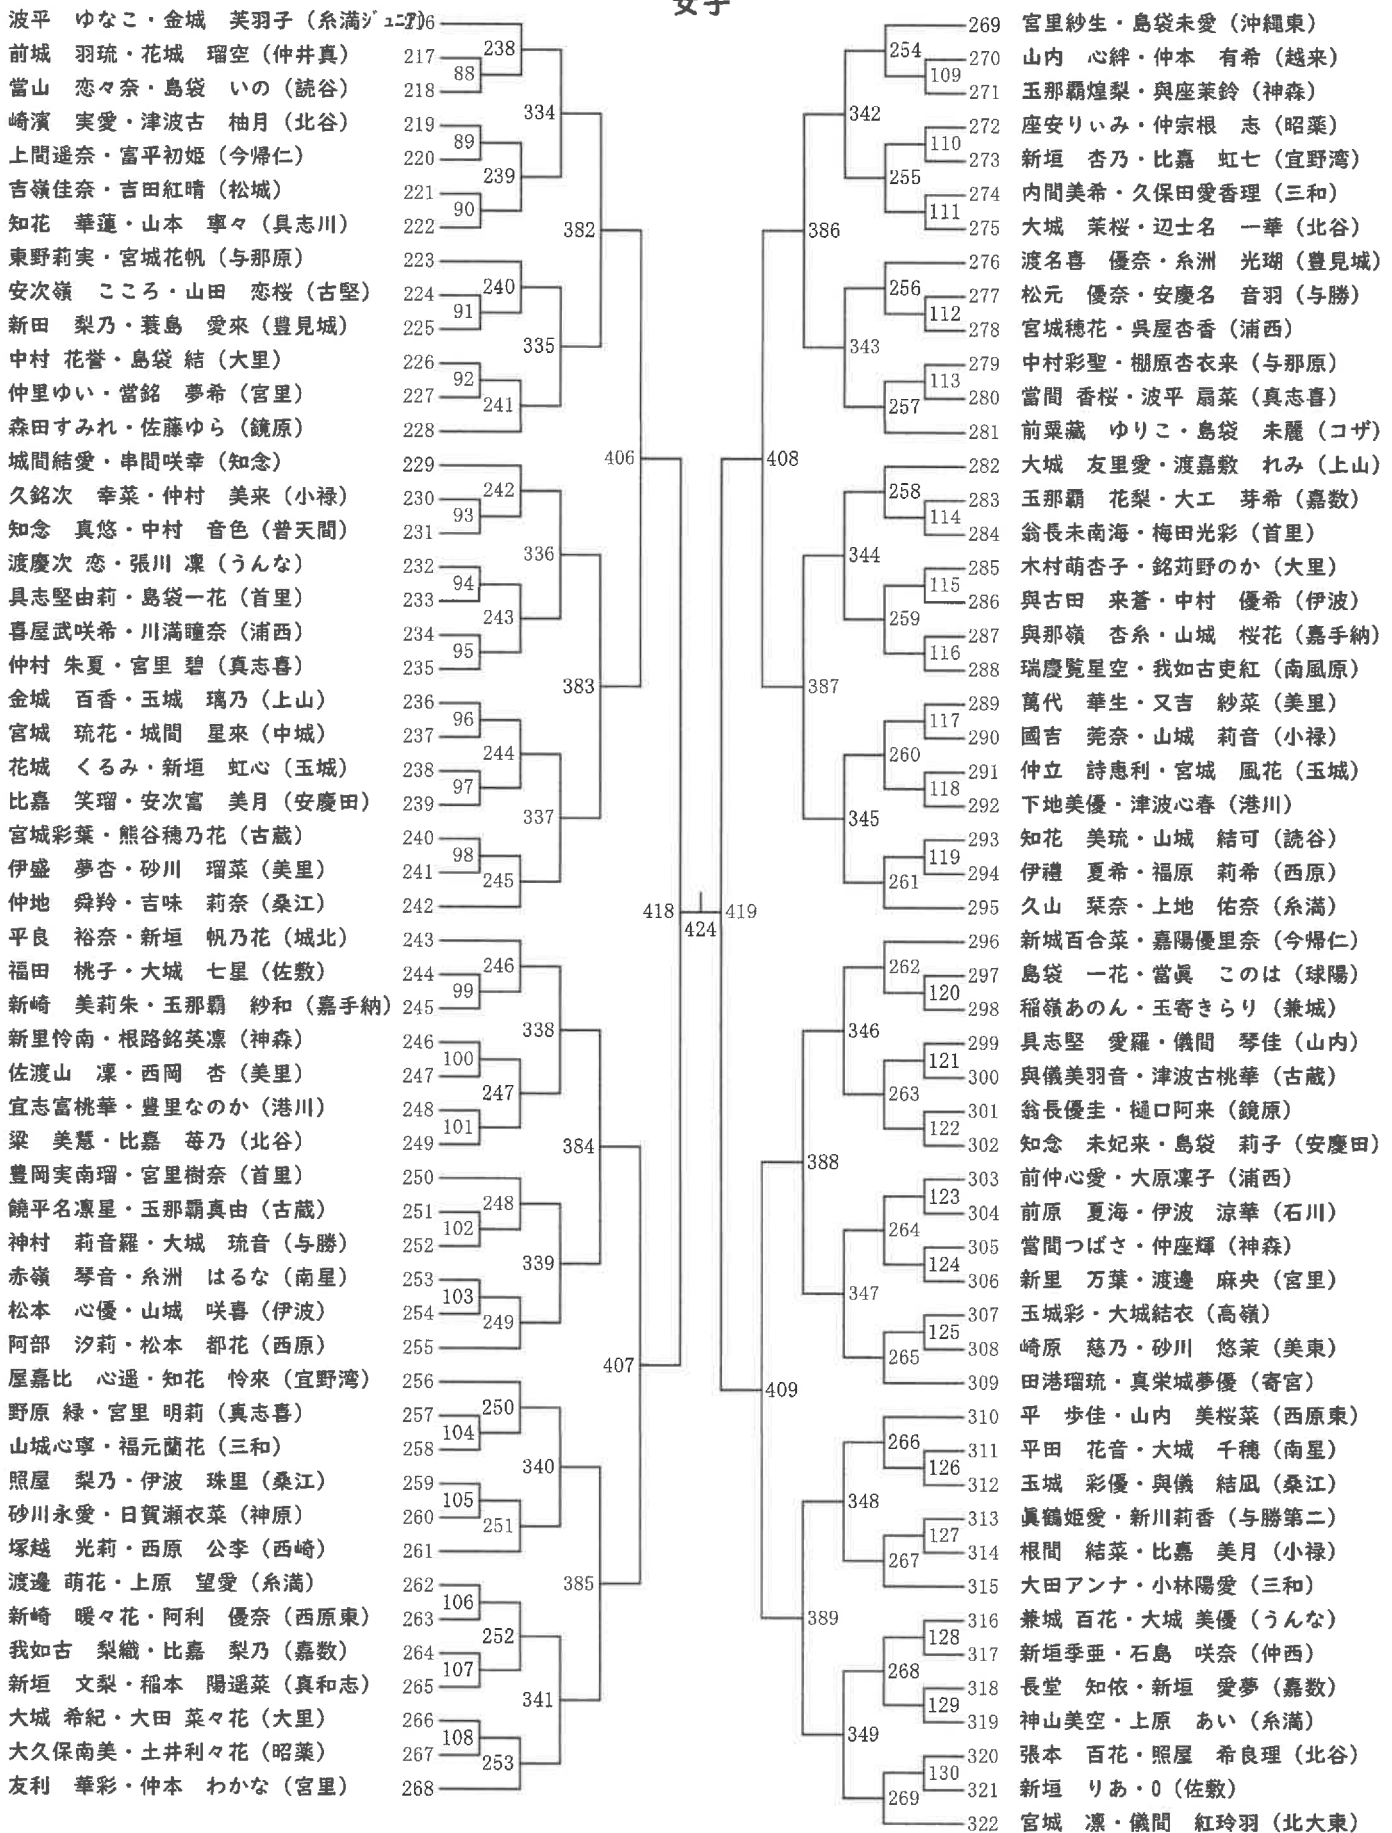 女子
波平 ゆなこ・金城 芙羽子（糸満ｼﾞｭﾆｱ） 216
前城 羽琉・花城 瑠空（仲井真） 217
當山 恋々奈・島袋 いの（読谷） 218
崎濱 実愛・津波古 柚月（北谷） 219
上間遥奈・富平初姫（今帰仁） 220
吉嶺佳奈・吉田紅晴（松城） 221
知花 華蓮・山本 寧々（具志川） 222
東野莉実・宮城花帆（与那原） 223
安次嶺 こころ・山田 恋桜（古堅） 224
新田 梨乃・蓑島 愛來（豊見城） 225
中村 花誉・島袋 結（大里） 226
仲里ゆい・當銘 夢希（宮里） 227
森田すみれ・佐藤ゆら（鏡原） 228
城間結愛・串間咲幸（知念） 229
久銘次 幸菜・仲村 美来（小禄） 230
知念 真悠・中村 音色（普天間） 231
渡慶次 恋・張川 凜（うんな） 232
具志堅由莉・島袋一花（首里） 233
喜屋武咲希・川満瞳奈（浦西） 234
仲村 朱夏・宮里 碧（真志喜） 235
金城 百香・玉城 璃乃（上山） 236
宮城 琉花・城間 星來（中城） 237
花城 くるみ・新垣 虹心（玉城） 238
比嘉 笑瑠・安次富 美月（安慶田） 239
宮城彩葉・熊谷穂乃花（古蔵） 240
伊盛 夢杏・砂川 瑠菜（美里） 241
仲地 舜羚・吉味 莉奈（桑江） 242
平良 裕奈・新垣 帆乃花（城北） 243
福田 桃子・大城 七星（佐敷） 244
新崎 美莉朱・玉那覇 紗和（嘉手納） 245
新里怜南・根路銘英凛（神森） 246
佐渡山 凜・西岡 杏（美里） 247
宜志富桃華・豊里なのか（港川） 248
梁 美慧・比嘉 苺乃（北谷） 249
豊岡実南瑠・宮里樹奈（首里） 250
饒平名凛星・玉那覇真由（古蔵） 251
神村 莉音羅・大城 琉音（与勝） 252
赤嶺 琴音・糸洲 はるな（南星） 253
松本 心優・山城 咲喜（伊波） 254
阿部 汐莉・松本 都花（西原） 255
屋嘉比 心遥・知花 怜來（宜野湾） 256
野原 緑・宮里 明莉（真志喜） 257
山城心寧・福元蘭花（三和） 258
照屋 梨乃・伊波 珠里（桑江） 259
砂川永愛・日賀瀬衣菜（神原） 260
塚越 光莉・西原 公李（西崎） 261
渡邉 萌花・上原 望愛（糸満） 262
新崎 暖々花・阿利 優奈（西原東） 263
我如古 梨織・比嘉 梨乃（嘉数） 264
新垣 文梨・稲本 陽遥菜（真和志） 265
大城 希紀・大田 菜々花（大里） 266
大久保南美・土井利々花（昭薬） 267
友利 華彩・仲本 わかな（宮里） 268
88
89
90
91
92
93
94
95
96
97
98
99
100
101
102
103
104
105
106
107
108
238
239
240
241
242
243
244
245
246
247
248
249
250
251
252
253
334
335
336
337
338
339
340
341
382
383
384
385
406
407
418
424
419
408
409
386
387
388
389
342
343
344
345
346
347
348
349
254
255
256
257
258
259
260
261
262
263
264
265
266
267
268
269
109
110
111
112
113
114
115
116
117
118
119
120
121
122
123
124
125
126
127
128
129
130
269 宮里紗生・島袋未愛（沖縄東）
270 山内 心絆・仲本 有希（越来）
271 玉那覇煌梨・與座茉鈴（神森）
272 座安りぃみ・仲宗根 志（昭薬）
273 新垣 杏乃・比嘉 虹七（宜野湾）
274 内間美希・久保田愛香理（三和）
275 大城 茉桜・辺士名 一華（北谷）
276 渡名喜 優奈・糸洲 光瑚（豊見城）
277 松元 優奈・安慶名 音羽（与勝）
278 宮城穂花・呉屋杏香（浦西）
279 中村彩聖・棚原杏衣来（与那原）
280 當間 香桜・波平 扇菜（真志喜）
281 前粟蔵 ゆりこ・島袋 未麗（コザ）
282 大城 友里愛・渡嘉敷 れみ（上山）
283 玉那覇 花梨・大工 芽希（嘉数）
284 翁長未南海・梅田光彩（首里）
285 木村萌杏子・銘苅野のか（大里）
286 與古田 来蒼・中村 優希（伊波）
287 與那嶺 杏糸・山城 桜花（嘉手納）
288 瑞慶覧星空・我如古吏紅（南風原）
289 萬代 華生・又吉 紗菜（美里）
290 國吉 莞奈・山城 莉音（小禄）
291 仲立 詩恵利・宮城 風花（玉城）
292 下地美優・津波心春（港川）
293 知花 美琉・山城 結可（読谷）
294 伊禮 夏希・福原 莉希（西原）
295 久山 栞奈・上地 佑奈（糸満）
296 新城百合菜・嘉陽優里奈（今帰仁）
297 島袋 一花・當眞 このは（球陽）
298 稲嶺あのん・玉寄きらり（兼城）
299 具志堅 愛羅・儀間 琴佳（山内）
300 與儀美羽音・津波古桃華（古蔵）
301 翁長優圭・樋口阿来（鏡原）
302 知念 未妃来・島袋 莉子（安慶田）
303 前仲心愛・大原凜子（浦西）
304 前原 夏海・伊波 涼華（石川）
305 當間つばさ・仲座輝（神森）
306 新里 万葉・渡邊 麻央（宮里）
307 玉城彩・大城結衣（高嶺）
308 崎原 慈乃・砂川 悠茉（美東）
309 田港瑠琉・真栄城夢優（寄宮）
310 平 歩佳・山内 美桜菜（西原東）
311 平田 花音・大城 千穂（南星）
312 玉城 彩優・與儀 結凪（桑江）
313 眞鶴姫愛・新川莉香（与勝第二）
314 根間 結菜・比嘉 美月（小禄）
315 大田アンナ・小林陽愛（三和）
316 兼城 百花・大城 美優（うんな）
317 新垣季亜・石島 咲奈（仲西）
318 長堂 知依・新垣 愛夢（嘉数）
319 神山美空・上原 あい（糸満）
320 張本 百花・照屋 希良理（北谷）
321 新垣 りあ・0（佐敷）
322 宮城 凛・儀間 紅玲羽（北大東）